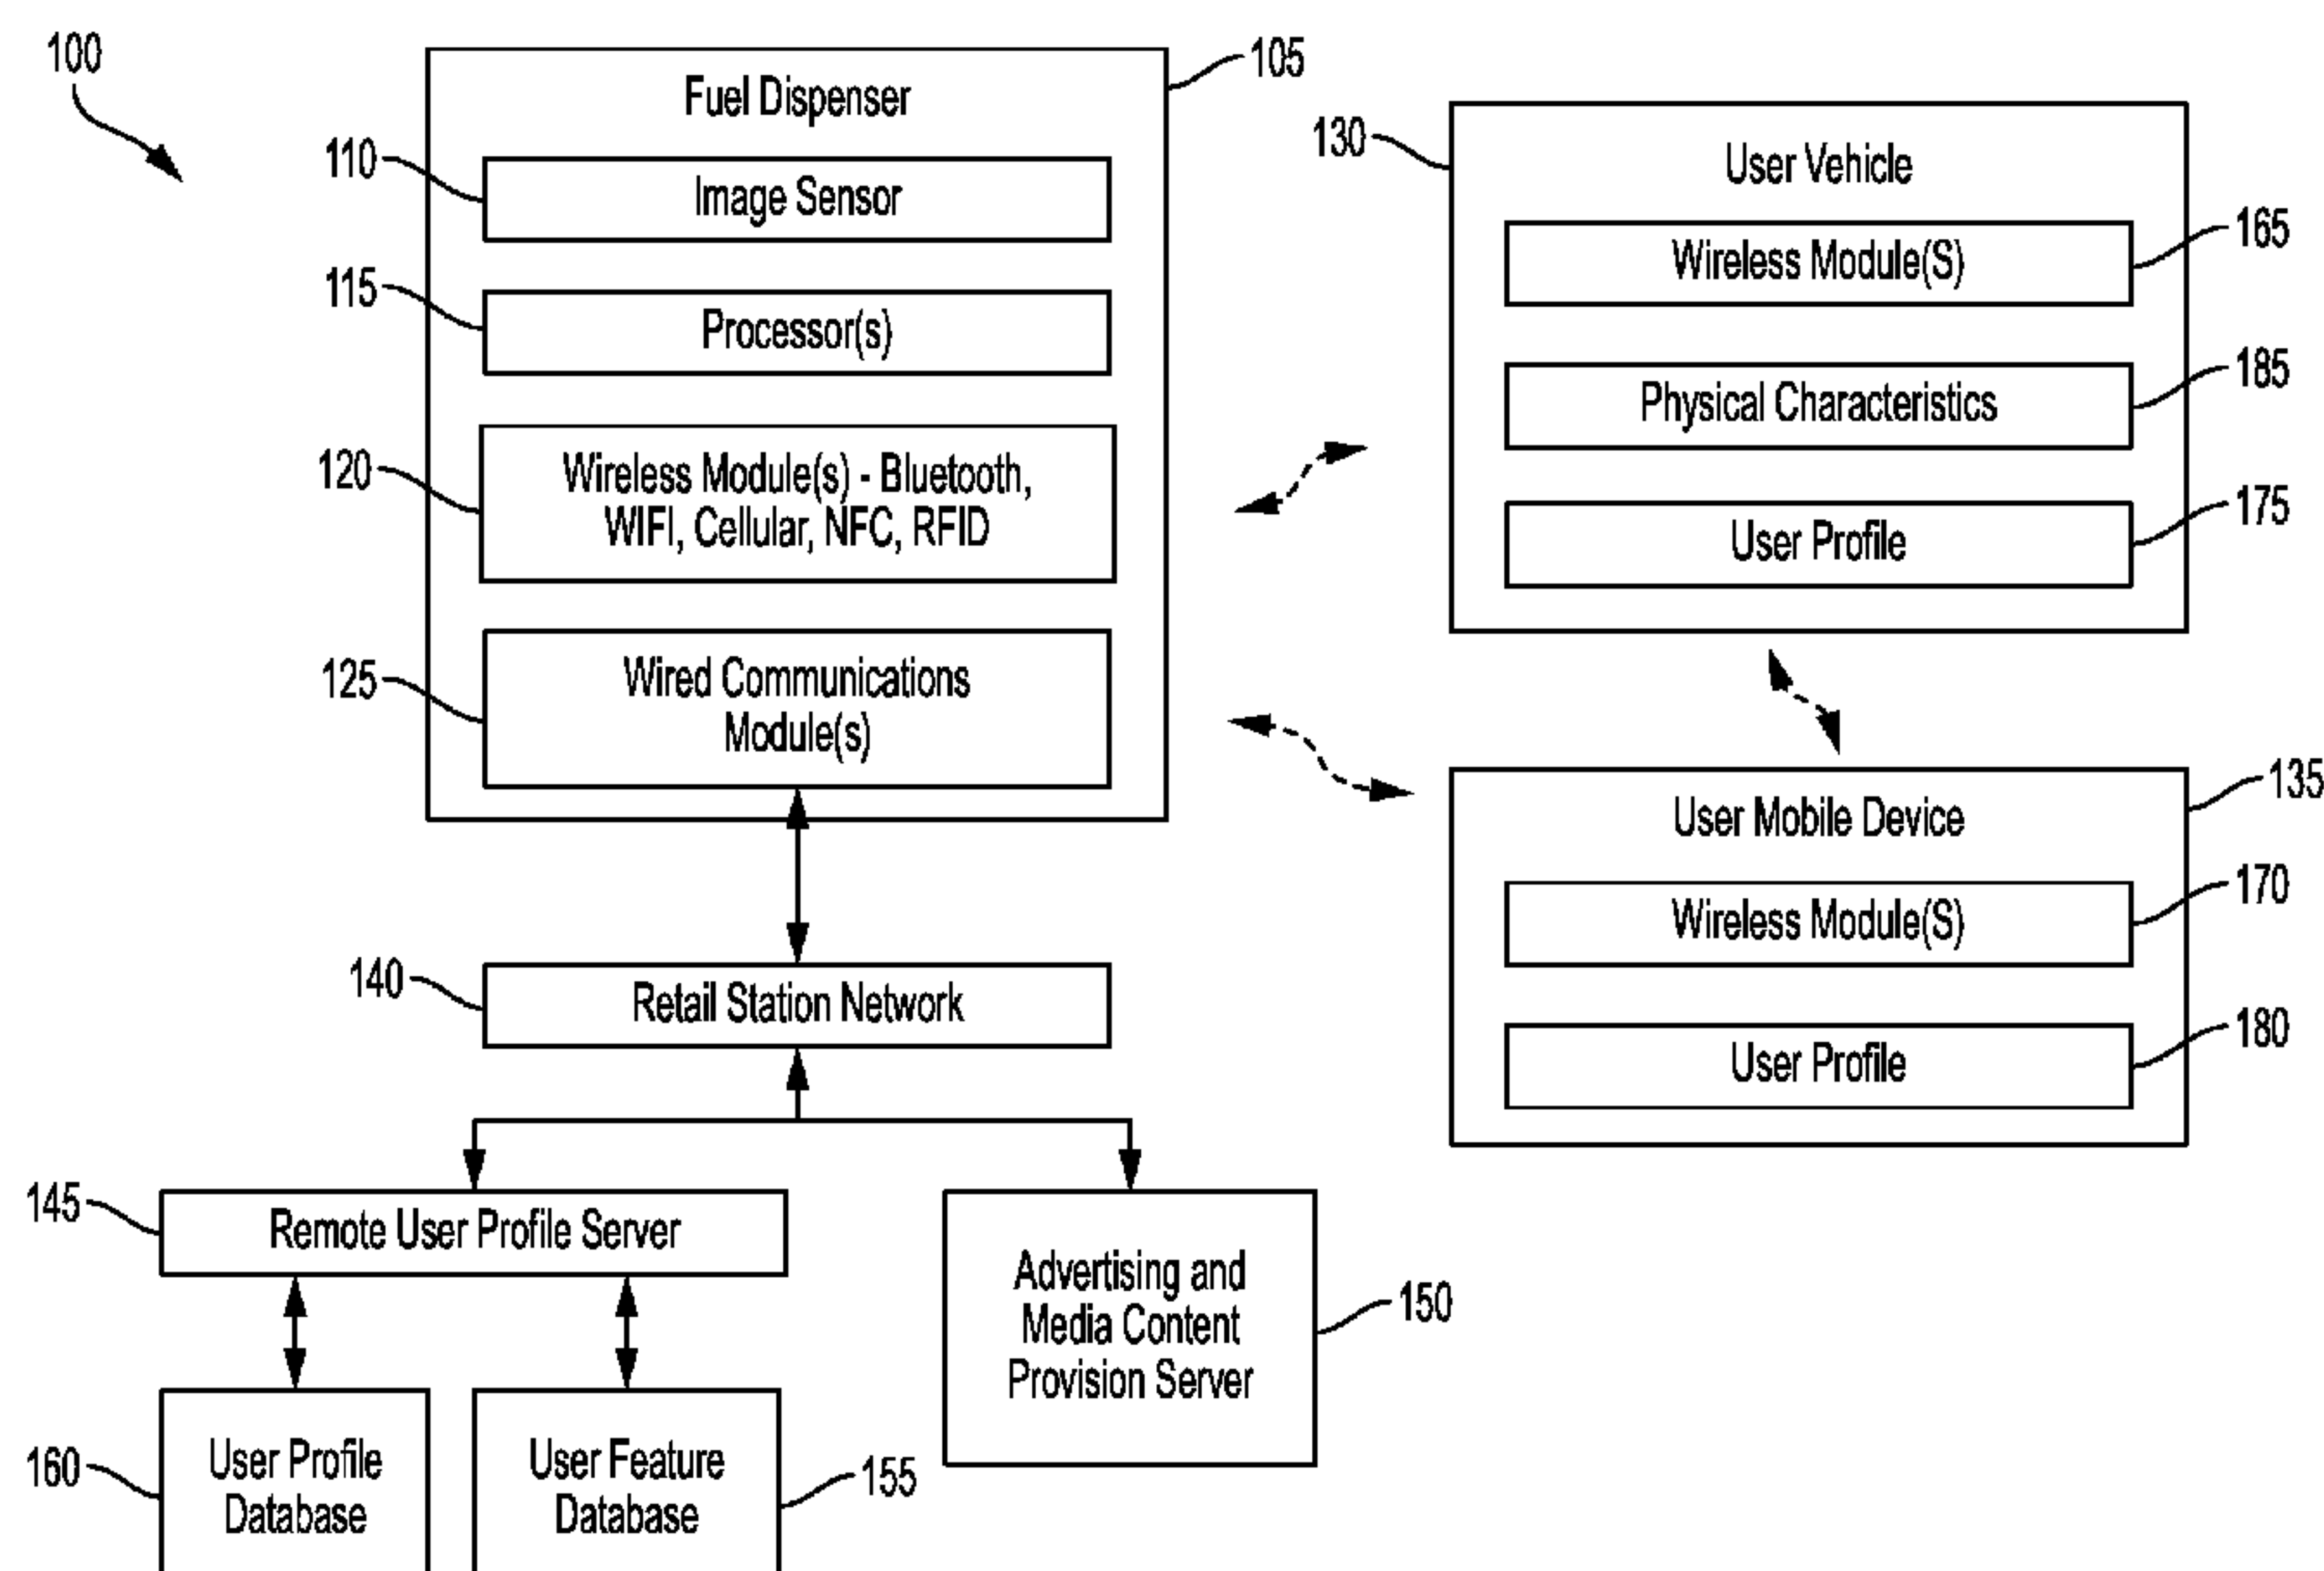 100
Fuel Dispenser
105
110
Image Sensor
115
Processor(s)
120
Wireless Module(s) - Bluetooth,
WIFI, Cellular, NFC, RFID
125
Wired Communications
Module(s)
130
User Vehicle
Wireless Module(S)
165
Physical Characteristics
185
User Profile
175
135
User Mobile Device
Wireless Module(S)
170
User Profile
180
140
Retail Station Network
145
Remote User Profile Server
Advertising and
Media Content
Provision Server
150
160
User Profile
Database
User Feature
Database
155